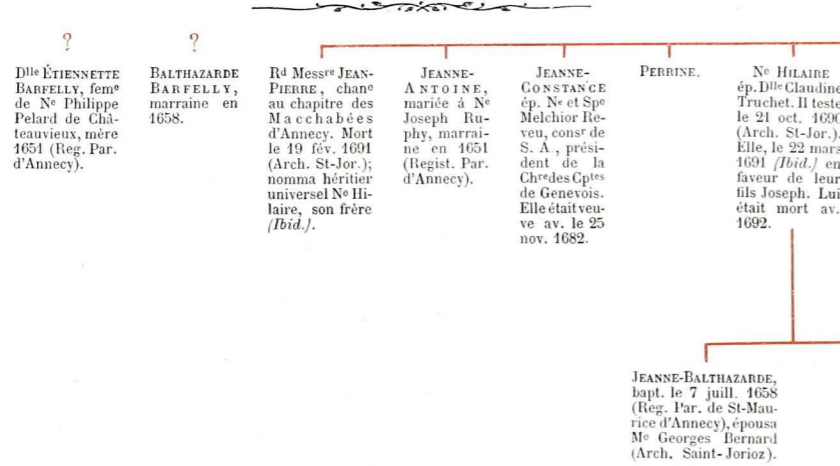 ?
Dlle ÉTIENNETTE
BARFELLY, feme
de Ne Philippe
Pelard de Châ-
teauvieux, mère
1651 (Reg. Par.
d'Annecy).
?
BALTHAZARDE
BARFELLY,
marraine en
1658.
Rd Messre JEAN-
PIERRE, chane
au chapitre des
Macchabées
d'Annecy. Mort
le 19 fév. 1691
(Arch. St-Jor.);
nomma héritier
universel Ne Hi-
laire, son frère
(Ibid.).
JEANNE-
ANTOINE,
mariée à Ne
Joseph Ru-
phy, marrai-
ne en 1651
(Regist. Par.
d'Annecy).
JEANNE-
CONSTANCE
ép. Ne et Spe
Melchior Re-
veu, consr de
S. A., prési-
dent de la
Chre des Cptes
de Genevois.
Elle était veu-
ve av. le 25
nov. 1682.
PERRINE.
Ne HILAIRE
ép. Dlle Claudine
Truchet. Il teste
le 21 oct. 1690
(Arch. St-Jor.).
Elle, le 22 mars
1691 (Ibid.) en
faveur de leur
fils Joseph. Lui
était mort av.
1692.
JEANNE-BALTHAZARDE,
bapt. le 7 juill. 1658
(Reg. Par. de St-Mau-
rice d'Annecy), épousa
Me Georges Bernard
(Arch. Saint-Jorioz).